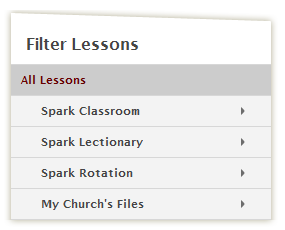 Filter Lessons
All Lessons
Spark Classroom
Spark Lectionary
Spark Rotation
My Church's Files